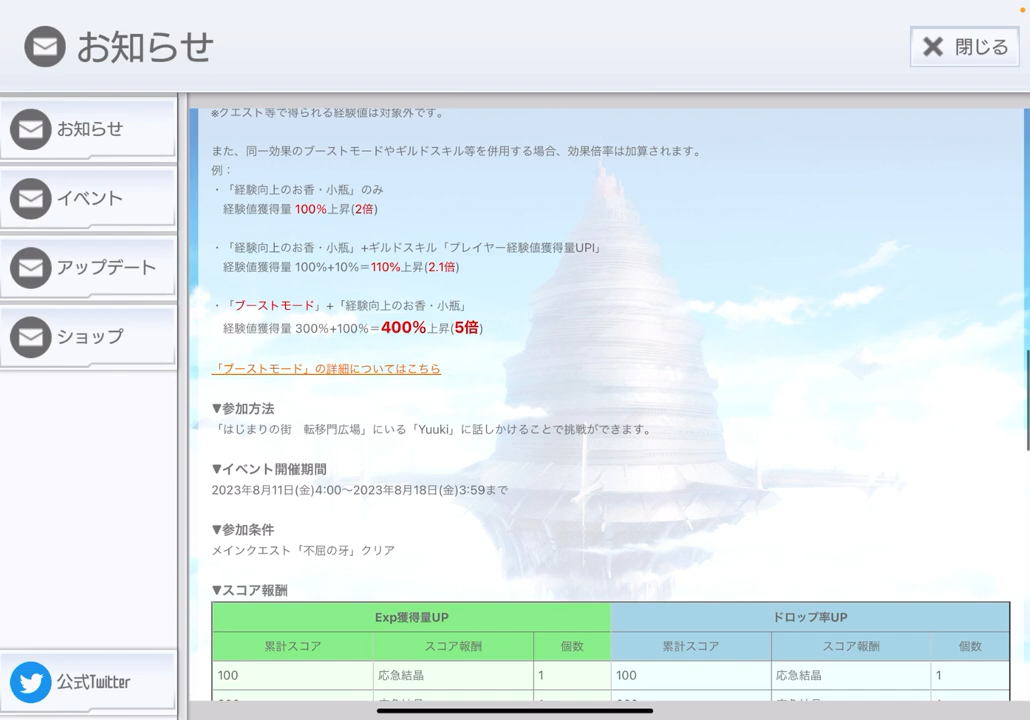 お知らせ
閉じる
お知らせ
イベント
アップデート
ショップ
公式Twitter
※クエスト等で得られる経験値は対象外です。
また、同一効果のブーストモードやギルドスキル等を併用する場合、効果倍率は加算されます。
例：
・「経験向上のお香・小瓶」のみ
経験値獲得量 100%上昇(2倍)
・「経験向上のお香・小瓶」+ギルドスキル「プレイヤー経験値獲得量UPⅠ」
経験値獲得量 100%+10%＝110%上昇(2.1倍)
・「ブーストモード」+「経験向上のお香・小瓶」
経験値獲得量 300%+100%＝400%上昇(5倍)
「ブーストモード」の詳細についてはこちら
▼参加方法
「はじまりの街　転移門広場」にいる「Yuuki」に話しかけることで挑戦ができます。
▼イベント開催期間
2023年8月11日(金)4:00〜2023年8月18日(金)3:59まで
▼参加条件
メインクエスト「不屈の牙」クリア
▼スコア報酬
Exp獲得量UP ドロップ率UP
累計スコア スコア報酬 個数 累計スコア スコア報酬 個数
100 応急結晶 1 100 応急結晶 1